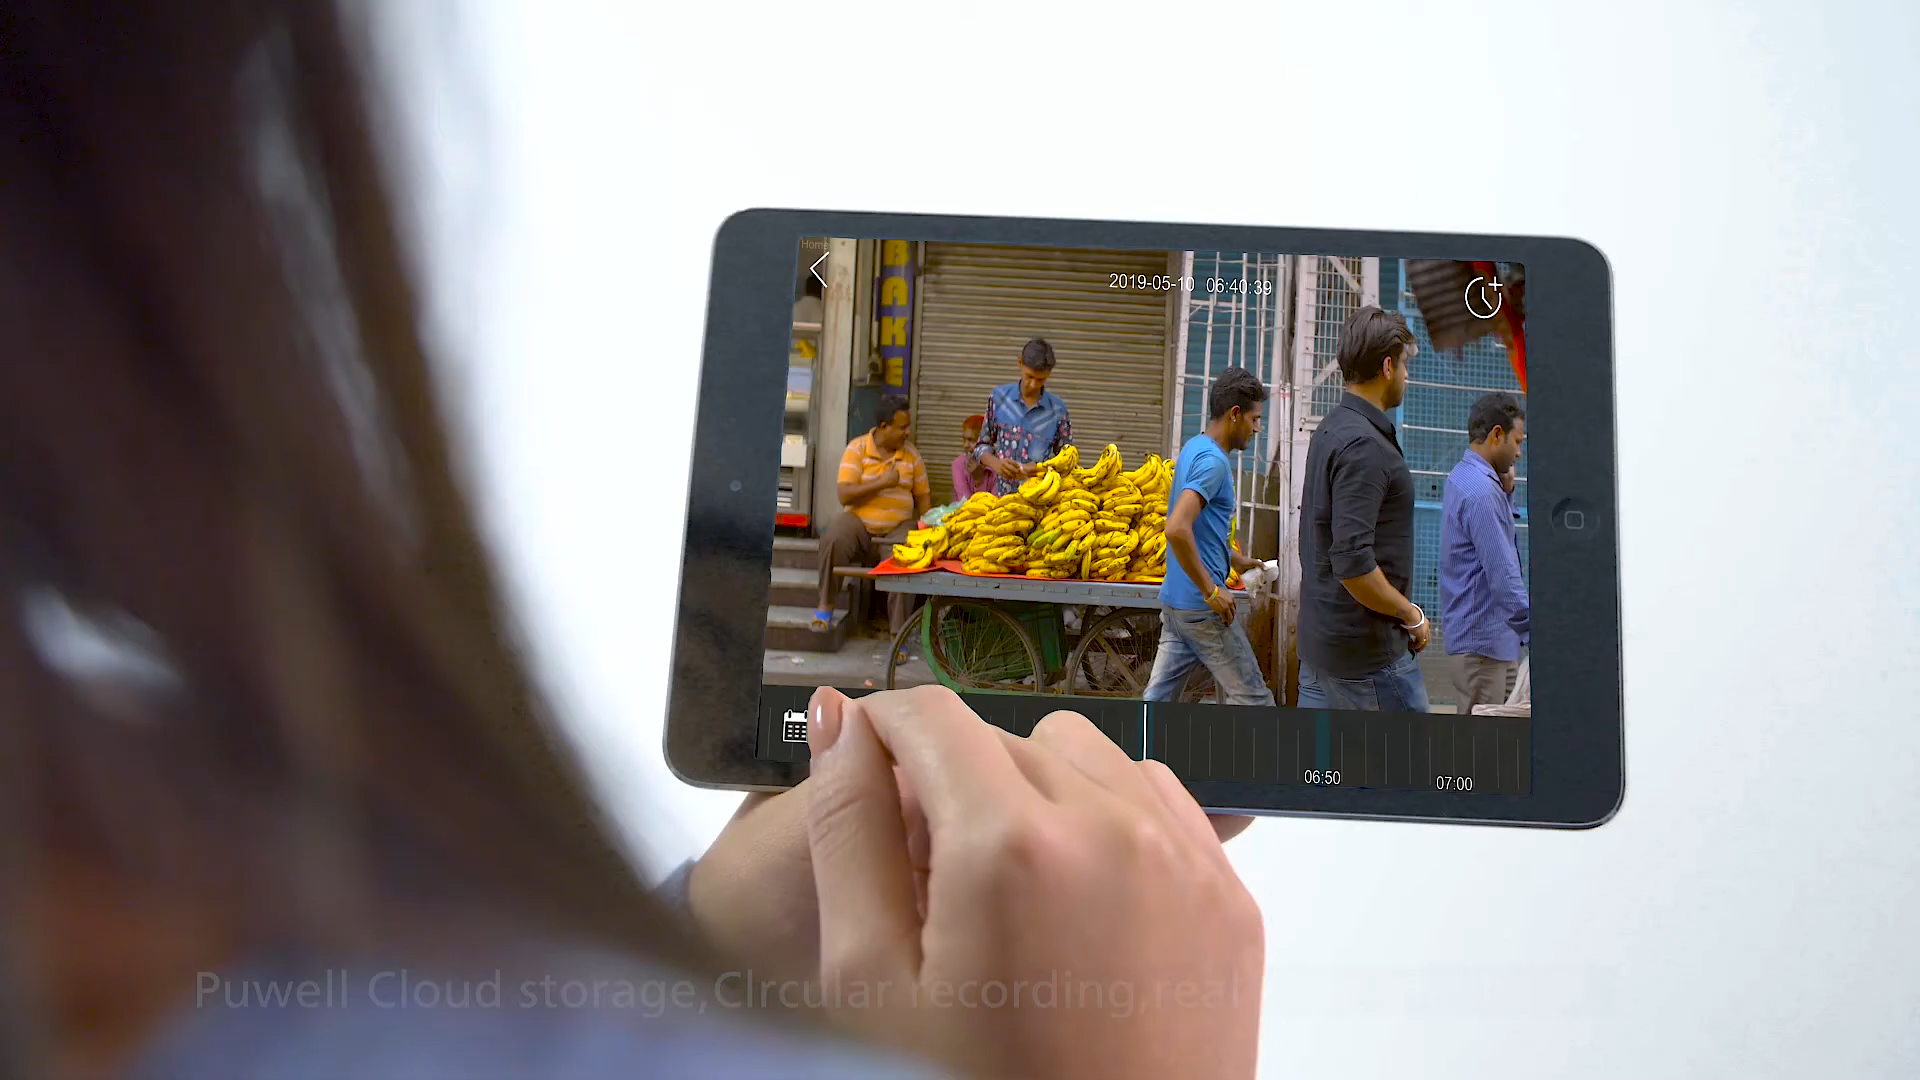 Home
BAKE
2019-05-10 06:40:39
06:50
07:00
Puwell Cloud storage,CIrcular recording,real